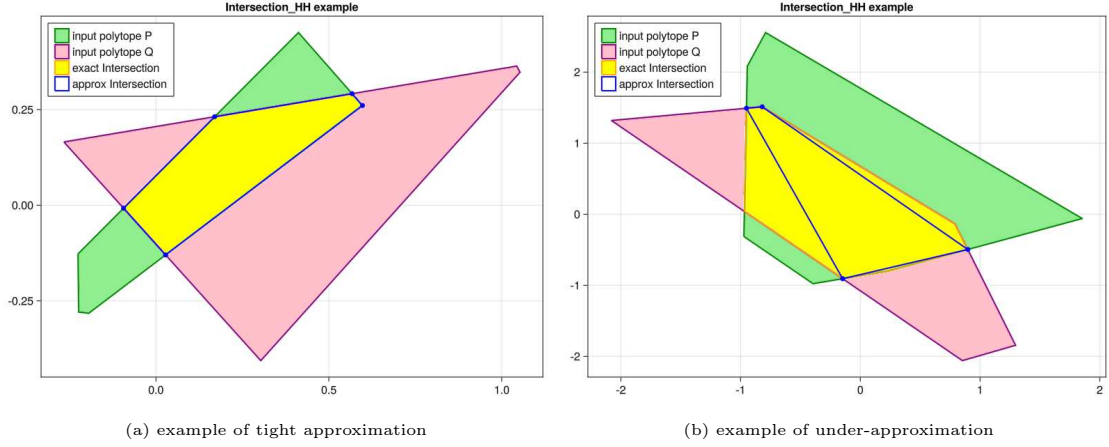 Intersection_HH example
input polytope P
input polytope Q
exact Intersection
approx Intersection
0.25
0.00
-0.25
0.0
0.5
1.0
(a) example of tight approximation
Intersection_HH example
input polytope P
input polytope Q
exact Intersection
approx Intersection
2
1
0
-1
-2
-2
-1
0
1
2
(b) example of under-approximation